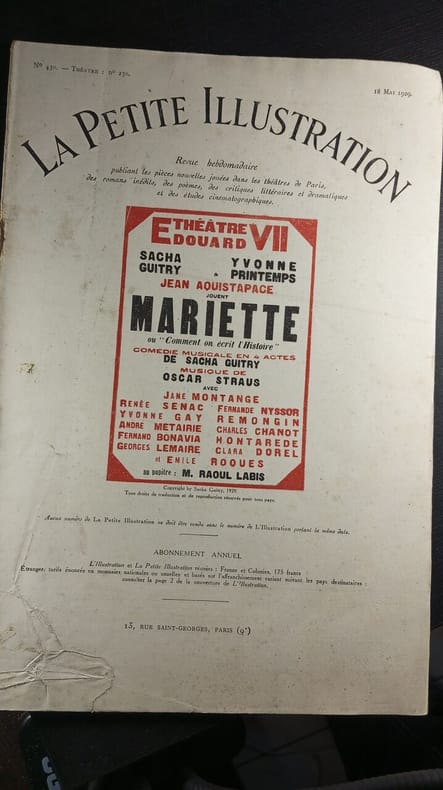 Nº 430. — THÉATRE : nº 230.
18 MAI 1929.
LA PETITE ILLUSTRATION
Revue hebdomadaire
publiant les pièces nouvelles jouées dans les théâtres de Paris,
des romans inédits, des poèmes, des critiques littéraires et dramatiques
et des études cinématographiques.
THÉÂTRE
EDOUARD VII
SACHA GUITRY & YVONNE PRINTEMPS
JEAN AQUISTAPACE
JOUENT
MARIETTE
ou "Comment on écrit l'Histoire"
COMÉDIE MUSICALE EN 4 ACTES
DE SACHA GUITRY
MUSIQUE DE
OSCAR STRAUS
AVEC
JANE MONTANGE
RENÉE SENAC FERNANDE NYSSOR
YVONNE GAY REMONGIN
ANDRÉ METAIRIE CHARLES CHANOT
FERNAND BONAVIA HONTAREDE
GEORGES LEMAIRE CLARA DOREL
et EMILE ROQUES
au pupitre : M. RAOUL LABIS
Copyright by Sacha Guitry, 1929.
Tous droits de traduction et de reproduction réservés pour tous pays.
Aucun numéro de La Petite Illustration ne doit être vendu sans le numéro de L'Illustration portant la même date.
ABONNEMENT ANNUEL
L'Illustration et La Petite Illustration réunies : France et Colonies, 175 francs
Étranger: tarifs énoncés en monnaies nationales ou usuelles et basés sur l'affranchissement variant suivant les pays destinataires :
consulter la page 2 de la couverture de L'Illustration.
13, RUE SAINT-GEORGES, PARIS (9ᵉ)